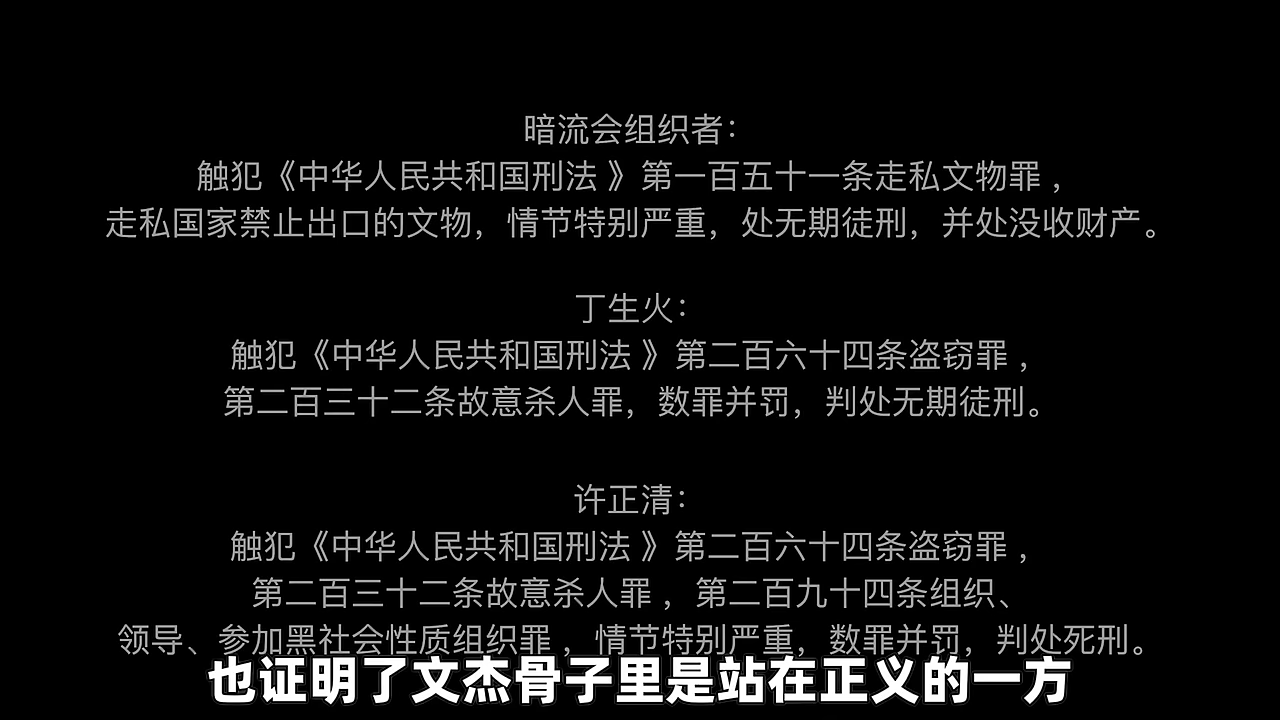 暗流会组织者：
触犯《中华人民共和国刑法 》第一百五十一条走私文物罪 ，
走私国家禁止出口的文物，情节特别严重，处无期徒刑，并处没收财产。
丁生火：
触犯《中华人民共和国刑法 》第二百六十四条盗窃罪 ，
第二百三十二条故意杀人罪，数罪并罚，判处无期徒刑。
许正清：
触犯《中华人民共和国刑法 》第二百六十四条盗窃罪 ，
第二百三十二条故意杀人罪 ，第二百九十四条组织、
领导、参加黑社会性质组织罪 ，情节特别严重，数罪并罚，判处死刑。
也证明了文杰骨子里是站在正义的一方